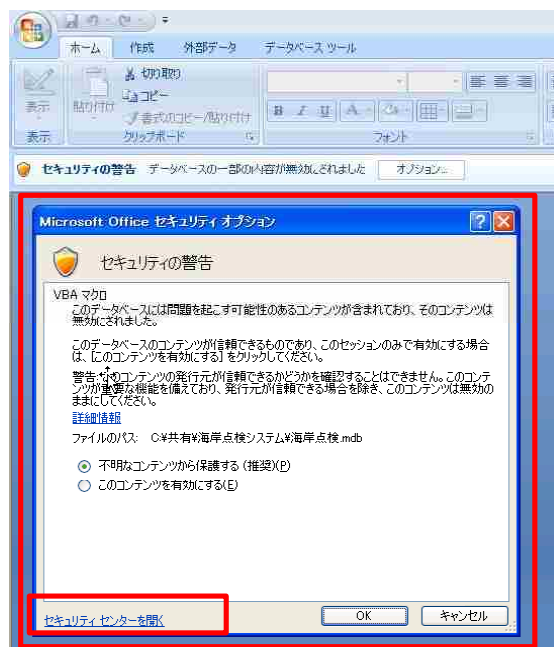 ホーム 作成 外部データ データベース ツール
表示
貼り付け
切り取り
コピー
書式のコピー/貼り付け
B I U A
表示 クリップボード フォント
セキュリティの警告 データベースの一部の内容が無効にされました オプション...
Microsoft Office セキュリティ オプション
セキュリティの警告
VBA マクロ
このデータベースには問題を起こす可能性のあるコンテンツが含まれており、そのコンテンツは
無効にされました。
このデータベースのコンテンツが信頼できるものであり、このセッションのみで有効にする場合
は、[このコンテンツを有効にする] をクリックしてください。
警告: このコンテンツの発行元が信頼できるかどうかを確認することはできません。このコンテ
ンツが重要な機能を備えており、発行元が信頼できる場合を除き、このコンテンツは無効の
ままにしてください。
詳細情報
ファイルのパス: C:¥共有¥海岸点検システム¥海岸点検.mdb
不明なコンテンツから保護する (推奨)(P)
このコンテンツを有効にする(E)
セキュリティ センターを開く
OK キャンセル